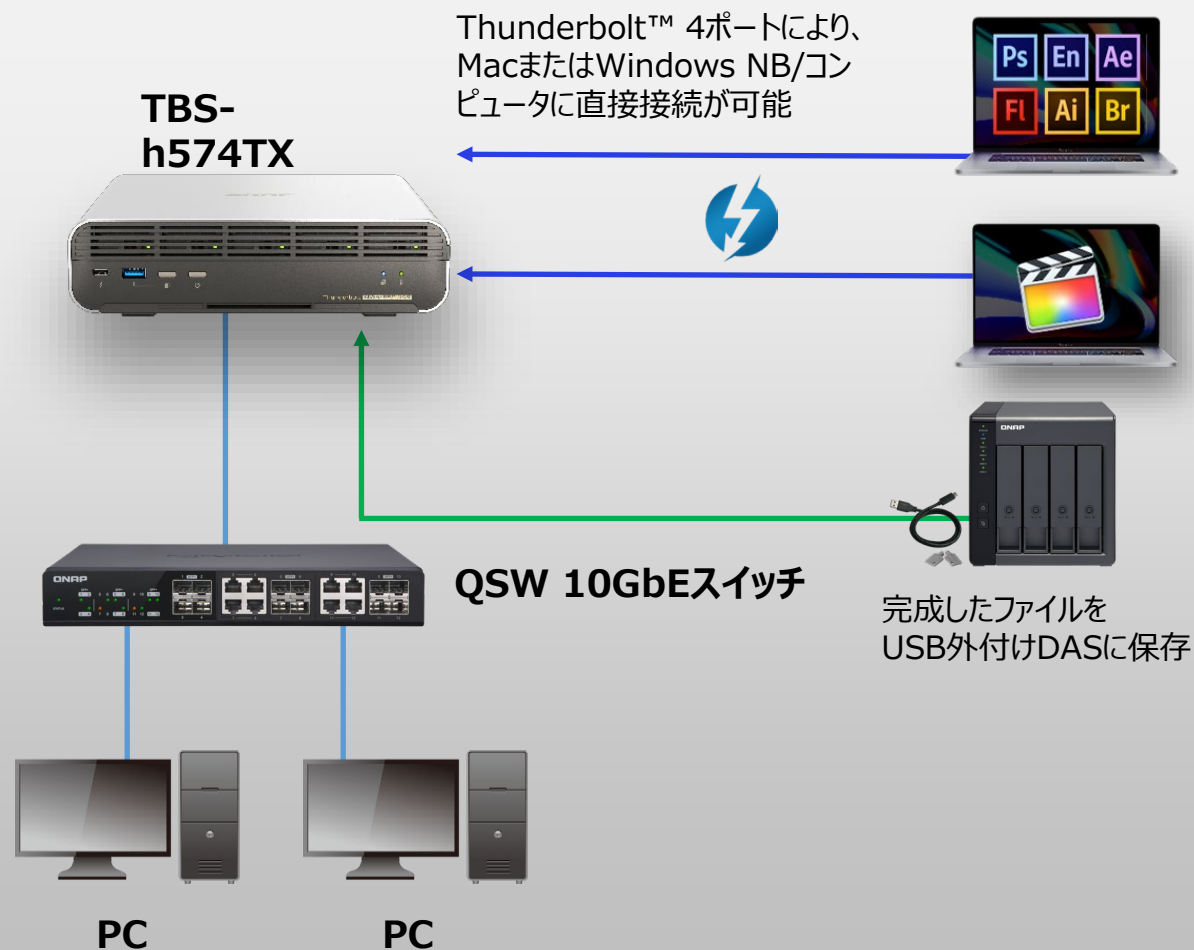 Thunderbolt™ 4ポートにより、
MacまたはWindows NB/コン
ピュータに直接接続が可能
TBS-
h574TX
Ps En Ae
Fl Ai Br
Thunderbolt
QNAP
QNAP
QSW 10GbEスイッチ
完成したファイルを
USB外付けDASに保存
PC PC